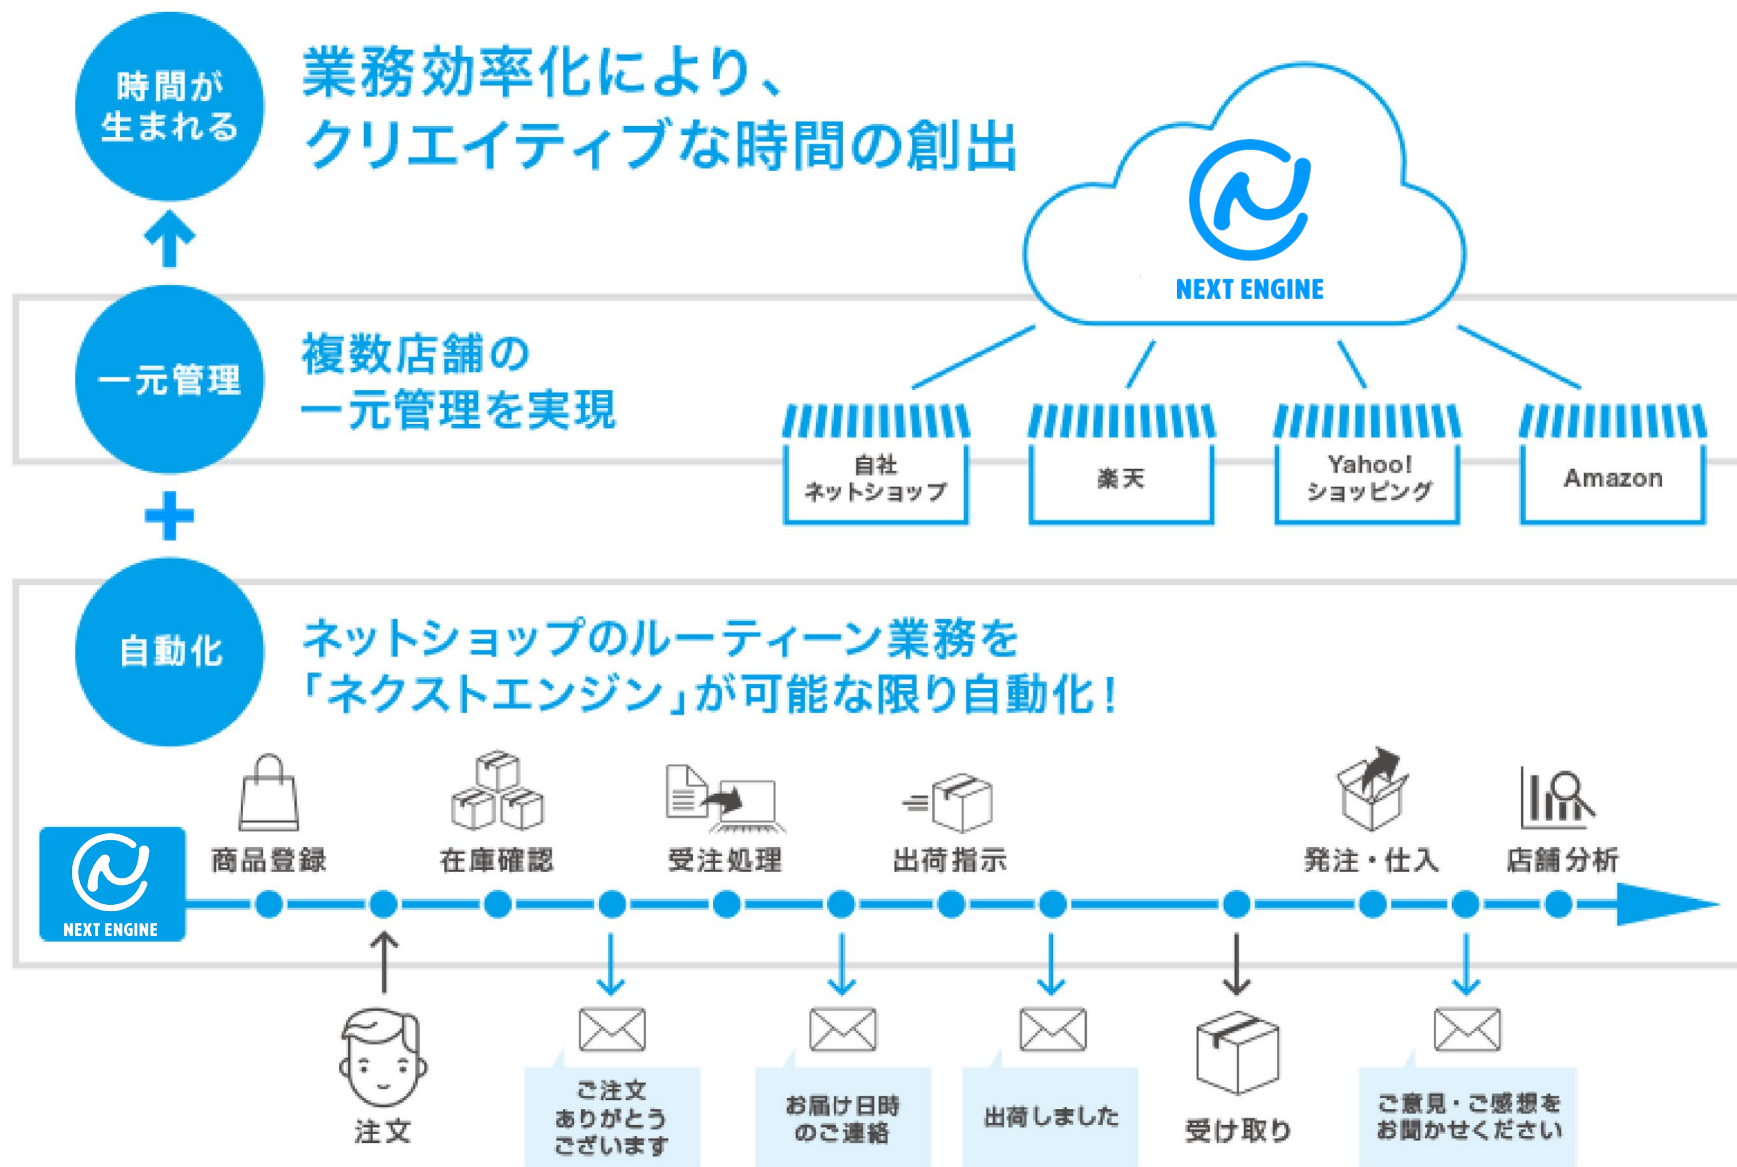 時間が
生まれる
業務効率化により、
クリエイティブな時間の創出
NEXT ENGINE
一元管理
複数店舗の
一元管理を実現
自社
ネットショップ
楽天
Yahoo!
ショッピング
Amazon
自動化
ネットショップのルーティーン業務を
「ネクストエンジン」が可能な限り自動化！
商品登録
在庫確認
受注処理
出荷指示
発注・仕入
店舗分析
NEXT ENGINE
注文
ご注文
ありがとう
ございます
お届け日時
のご連絡
出荷しました
受け取り
ご意見・ご感想を
お聞かせください